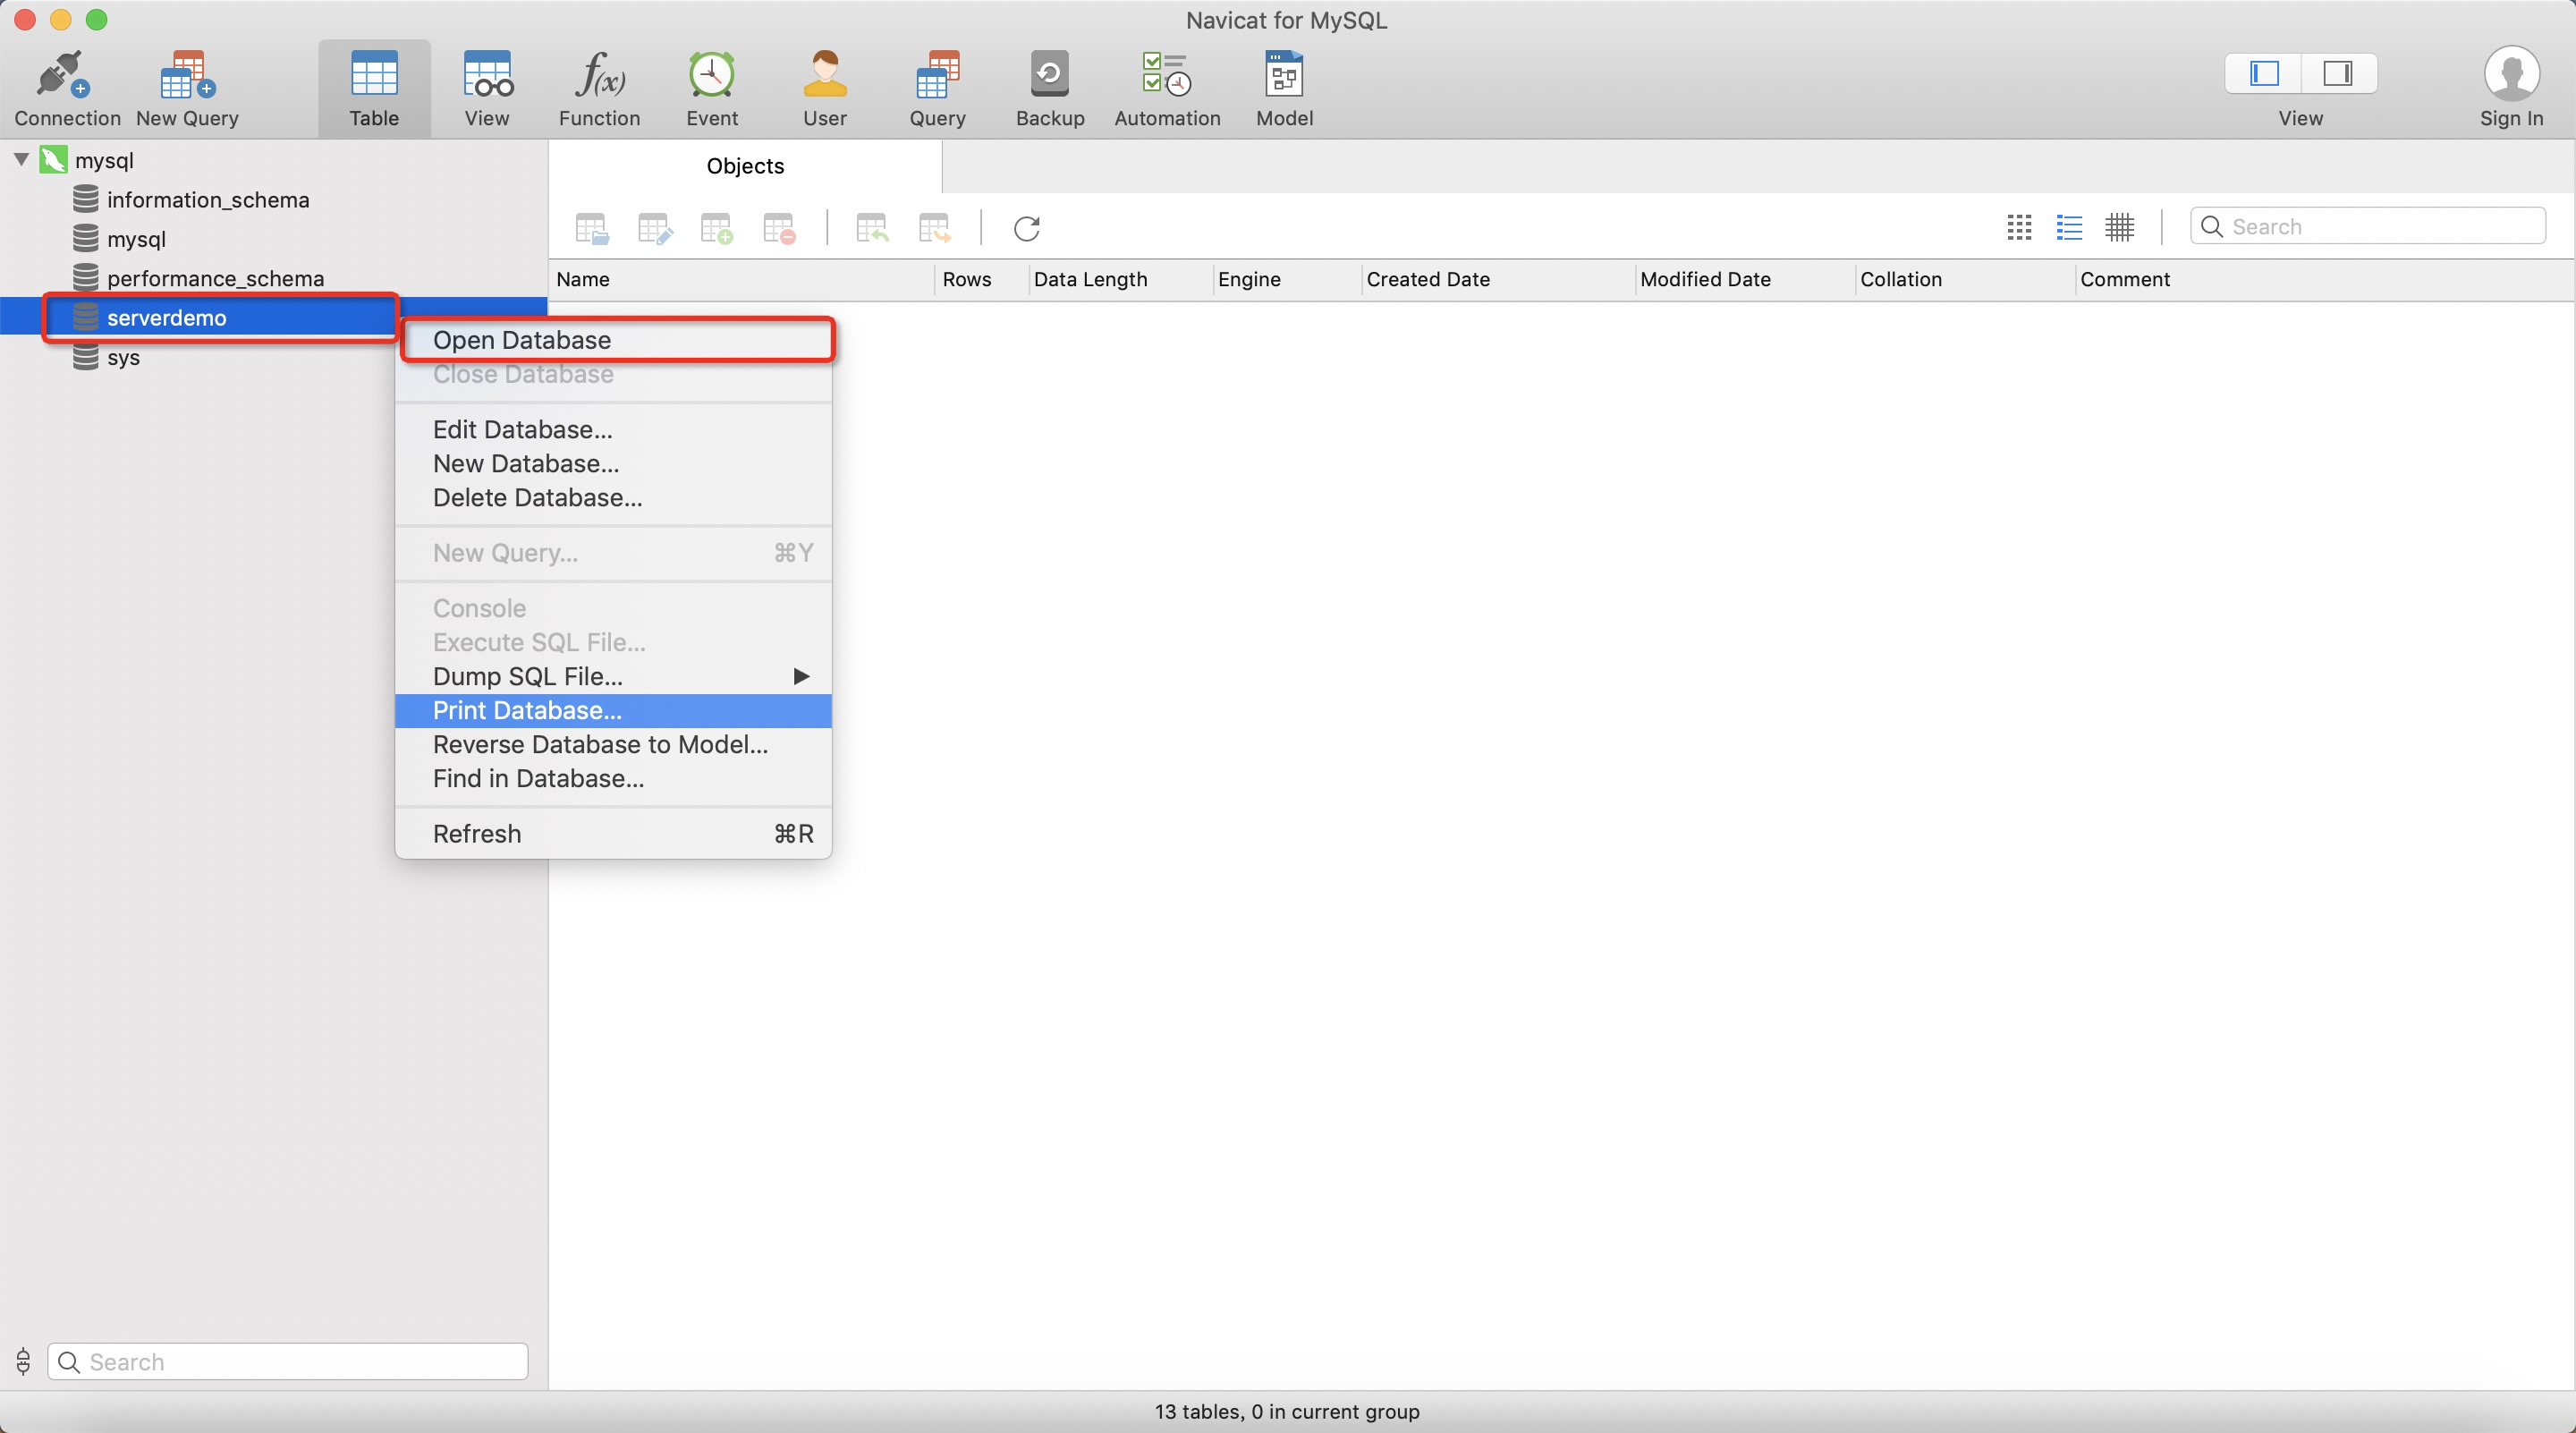 Navicat for MySQL
Connection New Query Table View Function Event User Query Backup Automation Model View Sign In
mysql
information_schema
mysql
performance_schema
serverdemo
sys
Objects
Search
Name Rows Data Length Engine Created Date Modified Date Collation Comment
Open Database
Close Database
Edit Database...
New Database...
Delete Database...
New Query... ⌘Y
Console
Execute SQL File...
Dump SQL File... ▶
Print Database...
Reverse Database to Model...
Find in Database...
Refresh ⌘R
Search
13 tables, 0 in current group